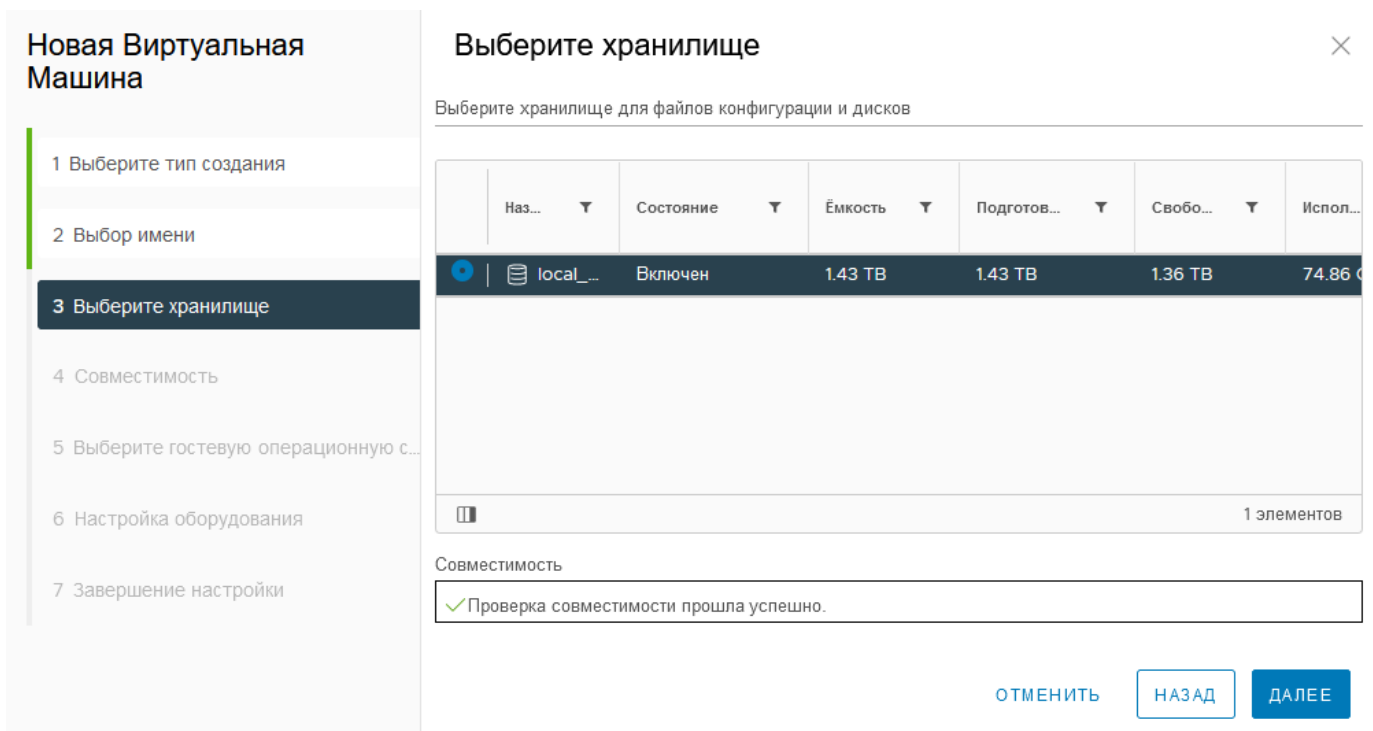 Новая Виртуальная
Машина
1 Выберите тип создания
2 Выбор имени
3 Выберите хранилище
4 Совместимость
5 Выберите гостевую операционную с...
6 Настройка оборудования
7 Завершение настройки
Выберите хранилище
Выберите хранилище для файлов конфигурации и дисков
Наз... Состояние Ёмкость Подготов... Свобо... Испол...
local_... Включен 1.43 TB 1.43 TB 1.36 TB 74.86
1 элементов
Совместимость
Проверка совместимости прошла успешно.
ОТМЕНИТЬ НАЗАД ДАЛЕЕ